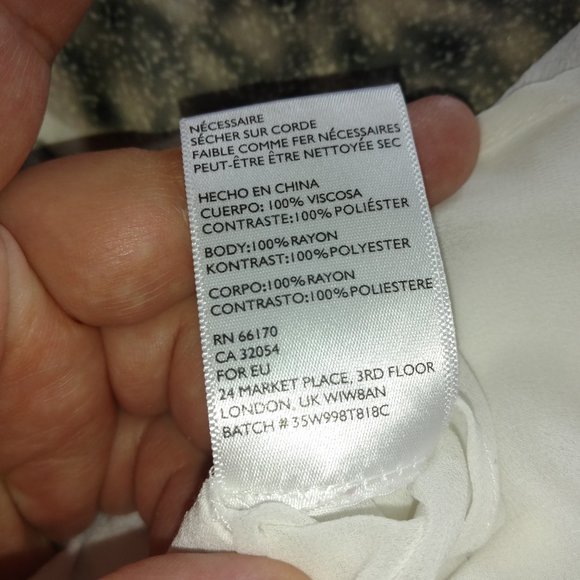 NÉCESSAIRE
SÉCHER SUR CORDE
FAIBLE COMME FER NÉCESSAIRES
PEUT-ÊTRE ÊTRE NETTOYÉE SEC
HECHO EN CHINA
CUERPO: 100% VISCOSA
CONTRASTE:100% POLIÉSTER
BODY:100% RAYON
KONTRAST:100% POLYESTER
CORPO:100% RAYON
CONTRASTO:100% POLIESTERE
RN 66170
CA 32054
FOR EU
24 MARKET PLACE, 3RD FLOOR
LONDON, UK WIW8AN
BATCH # 35W998T818C